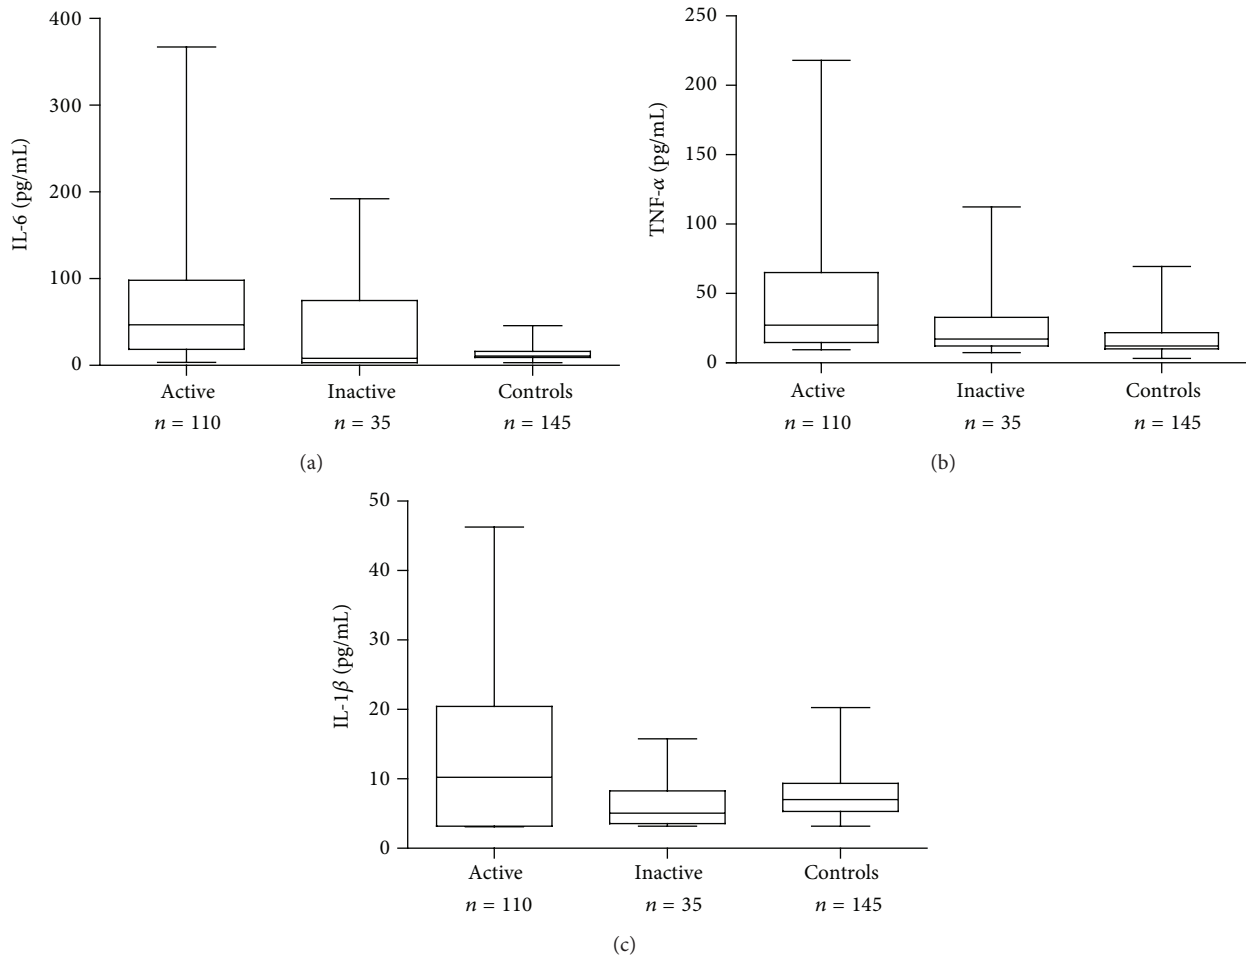 IL-6 (pg/mL)
400
300
200
100
0
Active
Inactive
Controls
n = 110
n = 35
n = 145
(a)
TNF-α (pg/mL)
250
200
150
100
50
0
Active
Inactive
Controls
n = 110
n = 35
n = 145
(b)
IL-1β (pg/mL)
50
40
30
20
10
0
Active
Inactive
Controls
n = 110
n = 35
n = 145
(c)